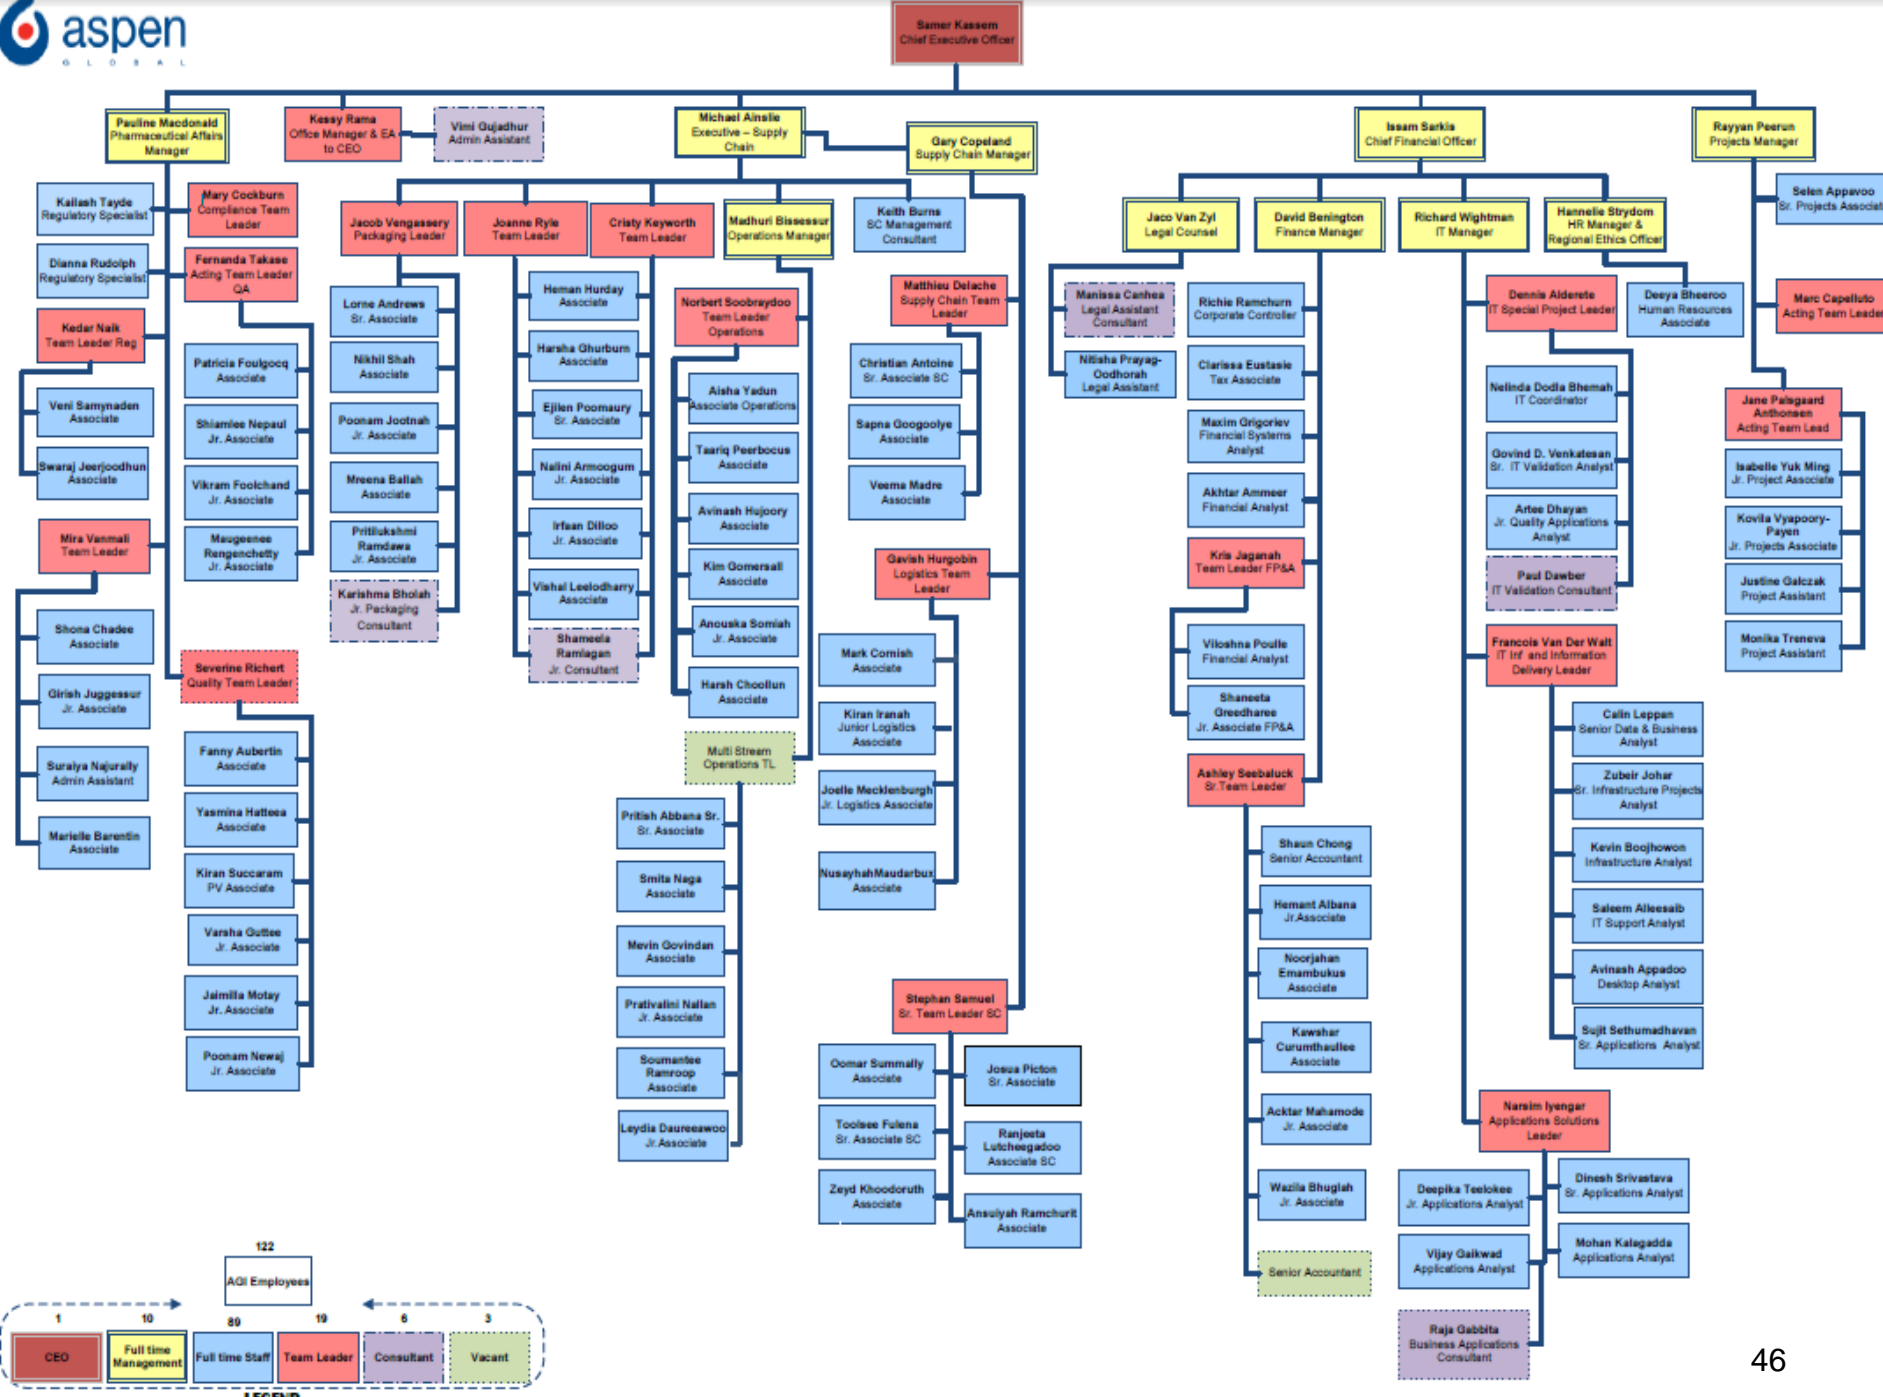 aspen
GLOBAL
Samer Kassem
Chief Executive Officer
Pauline Macdonald
Pharmaceutical Affairs
Manager
Kessy Rama
Office Manager & EA
to CEO
Vimi Gujadhur
Admin Assistant
Michael Ainslie
Executive – Supply
Chain
Gary Copeland
Supply Chain Manager
Issam Sarkis
Chief Financial Officer
Rayyan Peerun
Projects Manager
Kailash Tayde
Regulatory Specialist
Mary Cockburn
Compliance Team
Leader
Dianna Rudolph
Regulatory Specialist
Fernanda Takase
Acting Team Leader
QA
Kedar Naik
Team Leader Reg
Veni Samynaden
Associate
Swaraj Jeerjoodhun
Associate
Mira Vanmali
Team Leader
Shona Chadee
Associate
Girish Juggessur
Jr. Associate
Suraiya Najurally
Admin Assistant
Marielle Barentin
Associate
Patricia Foulgocq
Associate
Shiamlee Nepaul
Jr. Associate
Vikram Foolchand
Jr. Associate
Maugeenee
Rengenchetty
Jr. Associate
Severine Richert
Quality Team Leader
Fanny Aubertin
Associate
Yasmina Hatteea
Associate
Kiran Succaram
PV Associate
Varsha Guttee
Jr. Associate
Jaimilla Motay
Jr. Associate
Poonam Newaj
Jr. Associate
Jacob Vengassery
Packaging Leader
Lorne Andrews
Sr. Associate
Nikhil Shah
Associate
Poonam Jootnah
Jr. Associate
Mreena Ballah
Associate
Pritilukshmi
Ramdawa
Jr. Associate
Karishma Bholah
Jr. Packaging
Consultant
Joanne Ryle
Team Leader
Cristy Keyworth
Team Leader
Heman Hurday
Associate
Harsha Ghurburn
Associate
Ejilen Poomaury
Sr. Associate
Nalini Armoogum
Jr. Associate
Irfaan Dilloo
Jr. Associate
Vishal Leelodharry
Associate
Shameela
Ramlagan
Jr. Consultant
Madhuri Bissessur
Operations Manager
Norbert Soobraydoo
Team Leader
Operations
Aisha Yadun
Associate Operations
Taariq Peerbocus
Associate
Avinash Hujoory
Associate
Kim Gomersall
Associate
Anouska Somiah
Jr. Associate
Harsh Choollun
Associate
Multi Stream
Operations TL
Pritish Abbana Sr.
Sr. Associate
Smita Naga
Associate
Mevin Govindan
Associate
Prativalini Nallan
Jr. Associate
Soumantee
Ramroop
Associate
Leydia Daureeawoo
Jr.Associate
Keith Burns
SC Management
Consultant
Matthieu Delache
Supply Chain Team
Leader
Christian Antoine
Sr. Associate SC
Sapna Googoolye
Associate
Veema Madre
Associate
Gavish Hurgobin
Logistics Team
Leader
Mark Cornish
Associate
Kiran Iranah
Junior Logistics
Associate
Joelle Mecklenburgh
Jr. Logistics Associate
NusayhahMaudarbux
Associate
Stephan Samuel
Sr. Team Leader SC
Oomar Summally
Associate
Josua Picton
Sr. Associate
Toolsee Fulena
Sr. Associate SC
Ranjeeta
Lutcheegadoo
Associate SC
Zeyd Khoodoruth
Associate
Ansuiyah Ramchurit
Associate
Jaco Van Zyl
Legal Counsel
Manissa Canhea
Legal Assistant
Consultant
Nitisha Prayag-
Oodhorah
Legal Assistant
David Benington
Finance Manager
Richie Ramchurn
Corporate Controller
Clarissa Eustasie
Tax Associate
Maxim Grigoriev
Financial Systems
Analyst
Akhtar Ammeer
Financial Analyst
Kris Jaganah
Team Leader FP&A
Viloshna Poulle
Financial Analyst
Shaneeta
Greedharee
Jr. Associate FP&A
Ashley Seebaluck
Sr.Team Leader
Shaun Chong
Senior Accountant
Hemant Albana
Jr.Associate
Noorjahan
Emambukus
Associate
Kawshar
Curumthaullee
Associate
Acktar Mahamode
Jr. Associate
Wazila Bhuglah
Jr. Associate
Senior Accountant
Richard Wightman
IT Manager
Dennis Alderete
IT Special Project Leader
Nelinda Dodla Bhemah
IT Coordinator
Govind D. Venkatesan
Sr. IT Validation Analyst
Artee Dhayan
Jr. Quality Applications
Analyst
Paul Dawber
IT Validation Consultant
Francois Van Der Walt
IT Inf and Information
Delivery Leader
Calin Leppan
Senior Data & Business
Analyst
Zubeir Johar
Sr. Infrastructure Projects
Analyst
Kevin Boojhowon
Infrastructure Analyst
Saleem Alleesaib
IT Support Analyst
Avinash Appadoo
Desktop Analyst
Sujit Sethumadhavan
Sr. Applications Analyst
Narsim Iyengar
Applications Solutions
Leader
Deepika Teelokee
Jr. Applications Analyst
Dinesh Srivastava
Sr. Applications Analyst
Vijay Gaikwad
Applications Analyst
Mohan Kalagadda
Applications Analyst
Raja Gabbita
Business Applications
Consultant
Hannelie Strydom
HR Manager &
Regional Ethics Officer
Deeya Bheeroo
Human Resources
Associate
Selen Appavoo
Sr. Projects Associat
Marc Capelluto
Acting Team Leader
Jane Palsgaard
Anthonsen
Acting Team Lead
Isabelle Yuk Ming
Jr. Project Associate
Kovila Vyapoory-
Payen
Jr. Projects Associate
Justine Galczak
Project Assistant
Monika Treneva
Project Assistant
122
AGI Employees
1
10
89
19
6
3
CEO
Full time
Management
Full time Staff
Team Leader
Consultant
Vacant
LEGEND
46